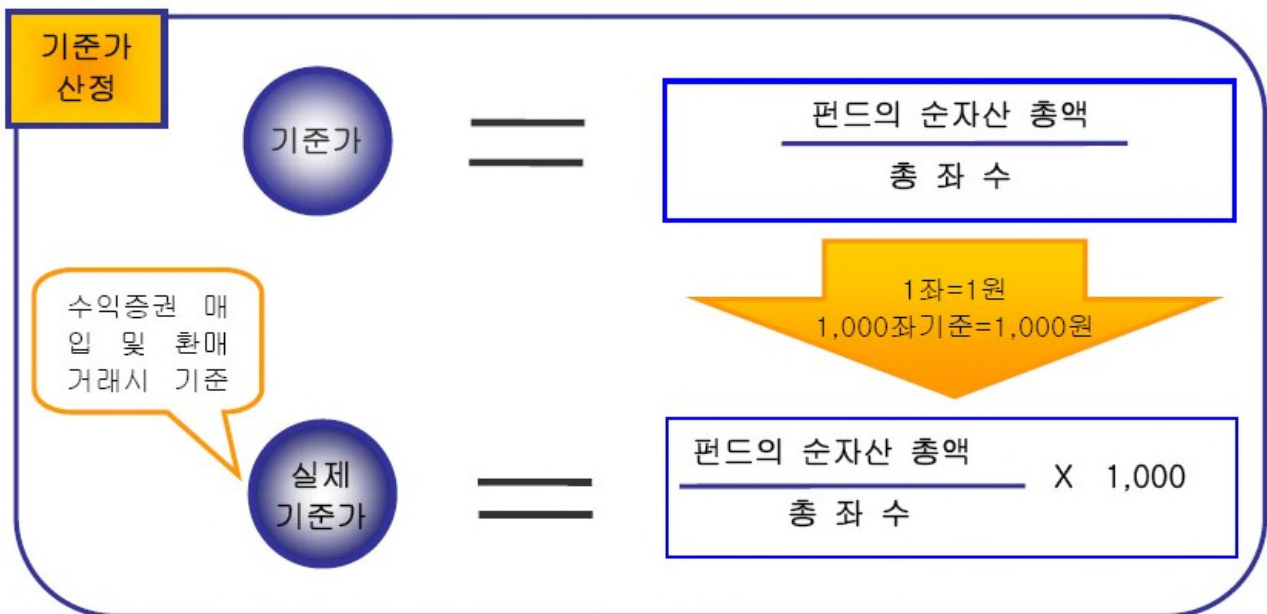 기준가
산정
기준가
펀드의 순자산 총액
총 좌 수
1좌=1원
1,000좌기준=1,000원
수익증권 매
입 및 환매
거래시 기준
실제
기준가
펀드의 순자산 총액
총 좌 수
X 1,000